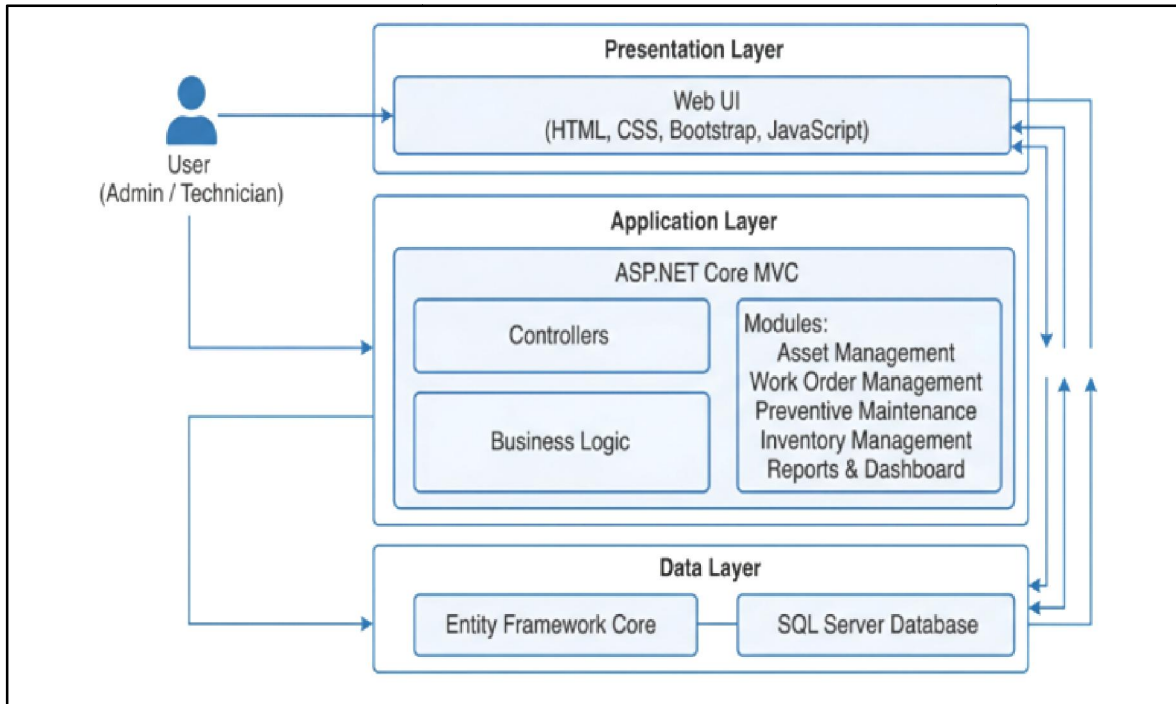 Presentation Layer
Web UI
(HTML, CSS, Bootstrap, JavaScript)
User
(Admin / Technician)
Application Layer
ASP.NET Core MVC
Controllers
Business Logic
Modules:
Asset Management
Work Order Management
Preventive Maintenance
Inventory Management
Reports & Dashboard
Data Layer
Entity Framework Core
SQL Server Database